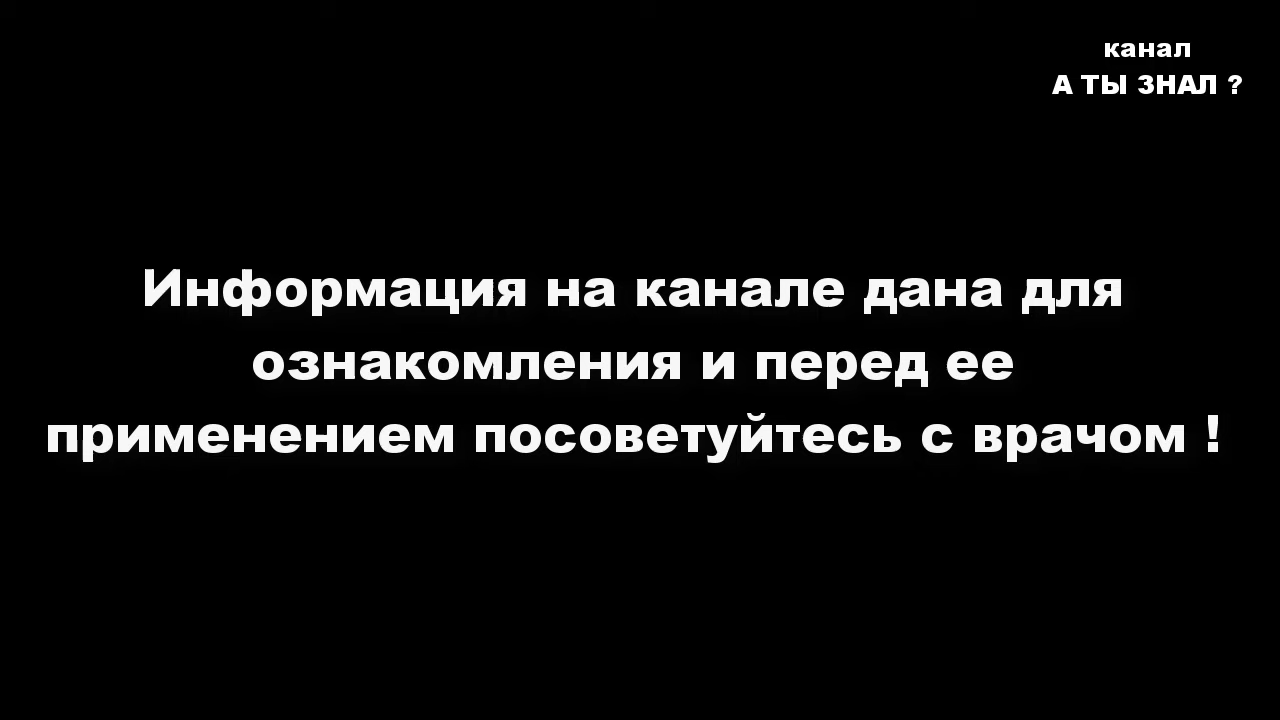 канал
А ТЫ ЗНАЛ ?
Информация на канале дана для
ознакомления и перед ее
применением посоветуйтесь с врачом !